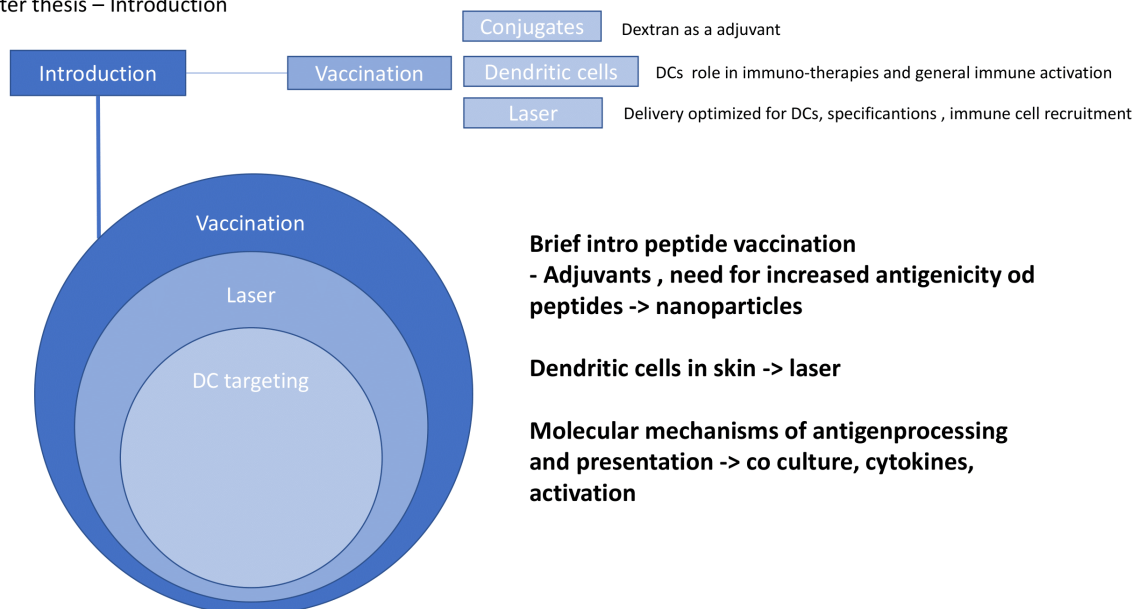 ter thesis – Introduction
Conjugates
Dextran as a adjuvant
Introduction
Vaccination
Dendritic cells
DCs role in immuno-therapies and general immune activation
Laser
Delivery optimized for DCs, specificantions , immune cell recruitment
Vaccination
Laser
DC targeting
Brief intro peptide vaccination
- Adjuvants , need for increased antigenicity od
peptides -> nanoparticles
Dendritic cells in skin -> laser
Molecular mechanisms of antigenprocessing
and presentation -> co culture, cytokines,
activation